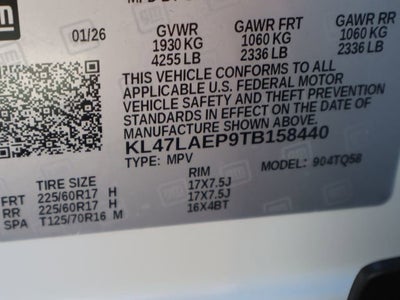 gm
MFD BY
01/26 GVWR GAWR FRT GAWR RR
1930 KG 1060 KG 1060 KG
4255 LB 2336 LB 2336 LB
THIS VEHICLE CONFORMS TO ALL
APPLICABLE U.S. FEDERAL MOTOR
VEHICLE SAFETY AND THEFT PREVENTION
STANDARDS IN EFFECT ON THE DATE OF
MANUFACTURE SHOWN ABOVE.
KL47LAEP9TB158440
TYPE: MPV MODEL: 904TQ58
TIRE SIZE RIM
FRT 225/60R17 H 17X7.5J
RR 225/60R17 H 17X7.5J
SPA T125/70R16 M 16X4BT